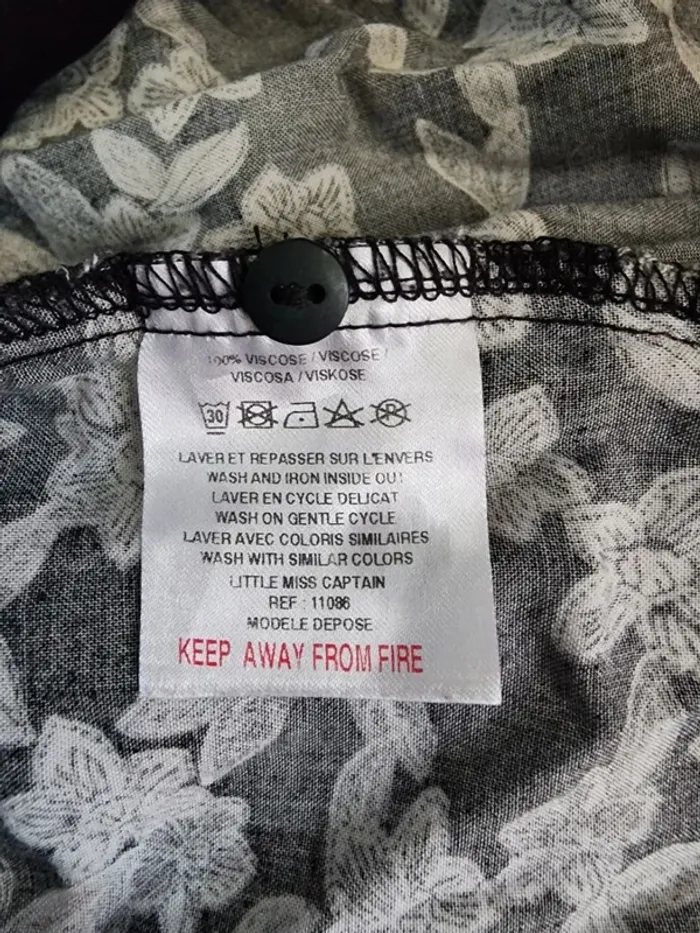 100% VISCOSE / VISCOSE /
VISCOSA / VISKOSE
30 P
LAVER ET REPASSER SUR L'ENVERS
WASH AND IRON INSIDE OUT
LAVER EN CYCLE DELICAT
WASH ON GENTLE CYCLE
LAVER AVEC COLORIS SIMILAIRES
WASH WITH SIMILAR COLORS
LITTLE MISS CAPTAIN
REF : 11086
MODELE DEPOSE
KEEP AWAY FROM FIRE